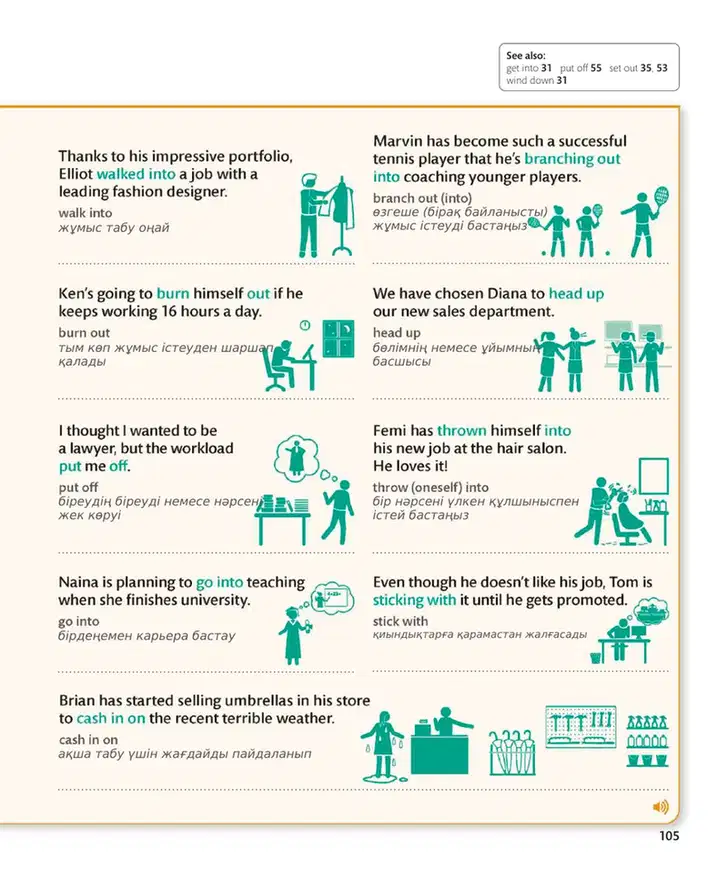 See also:
get into 31 put off 55 set out 35, 53
wind down 31
Thanks to his impressive portfolio,
Elliot walked into a job with a
leading fashion designer.
walk into
жұмыс табу оңай
Marvin has become such a successful
tennis player that he's branching out
into coaching younger players.
branch out (into)
өзгеше (бірақ байланысты)
жұмыс істеуді бастаңыз
Ken's going to burn himself out if he
keeps working 16 hours a day.
burn out
тым көп жұмыс істеуден шаршап
қалады
We have chosen Diana to head up
our new sales department.
head up
бөлімнің немесе ұйымның
басшысы
I thought I wanted to be
a lawyer, but the workload
put me off.
put off
біреудің біреуді немесе нәрсені
жек көруі
Femi has thrown himself into
his new job at the hair salon.
He loves it!
throw (oneself) into
бір нәрсені үлкен құлшыныспен
істей бастаңыз
Naina is planning to go into teaching
when she finishes university.
go into
бірдеңемен карьера бастау
Even though he doesn't like his job, Tom is
sticking with it until he gets promoted.
stick with
қиындықтарға қарамастан жалғасады
Brian has started selling umbrellas in his store
to cash in on the recent terrible weather.
cash in on
ақша табу үшін жағдайды пайдаланып
105